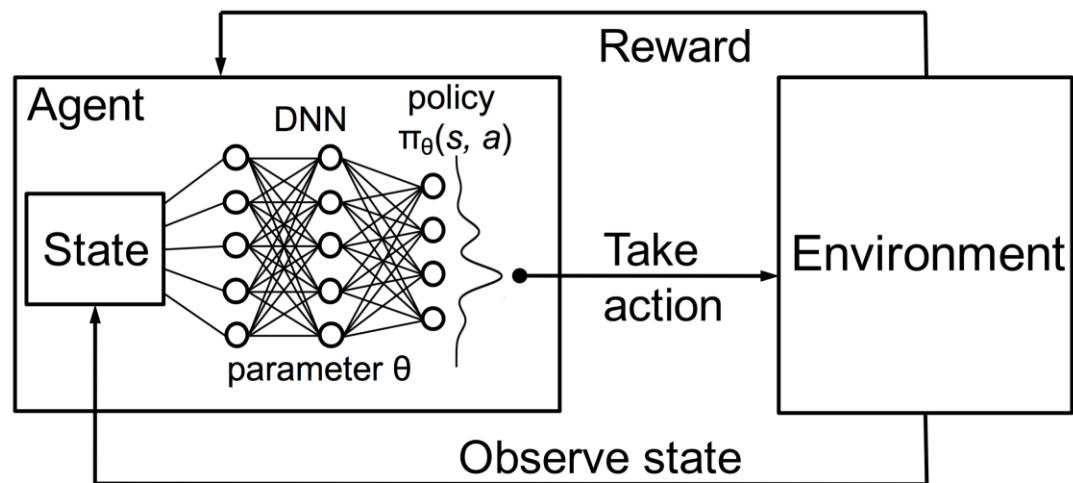 Reward
Agent
policy
DNN
πθ(s, a)
State
Take
action
Environment
parameter θ
Observe state